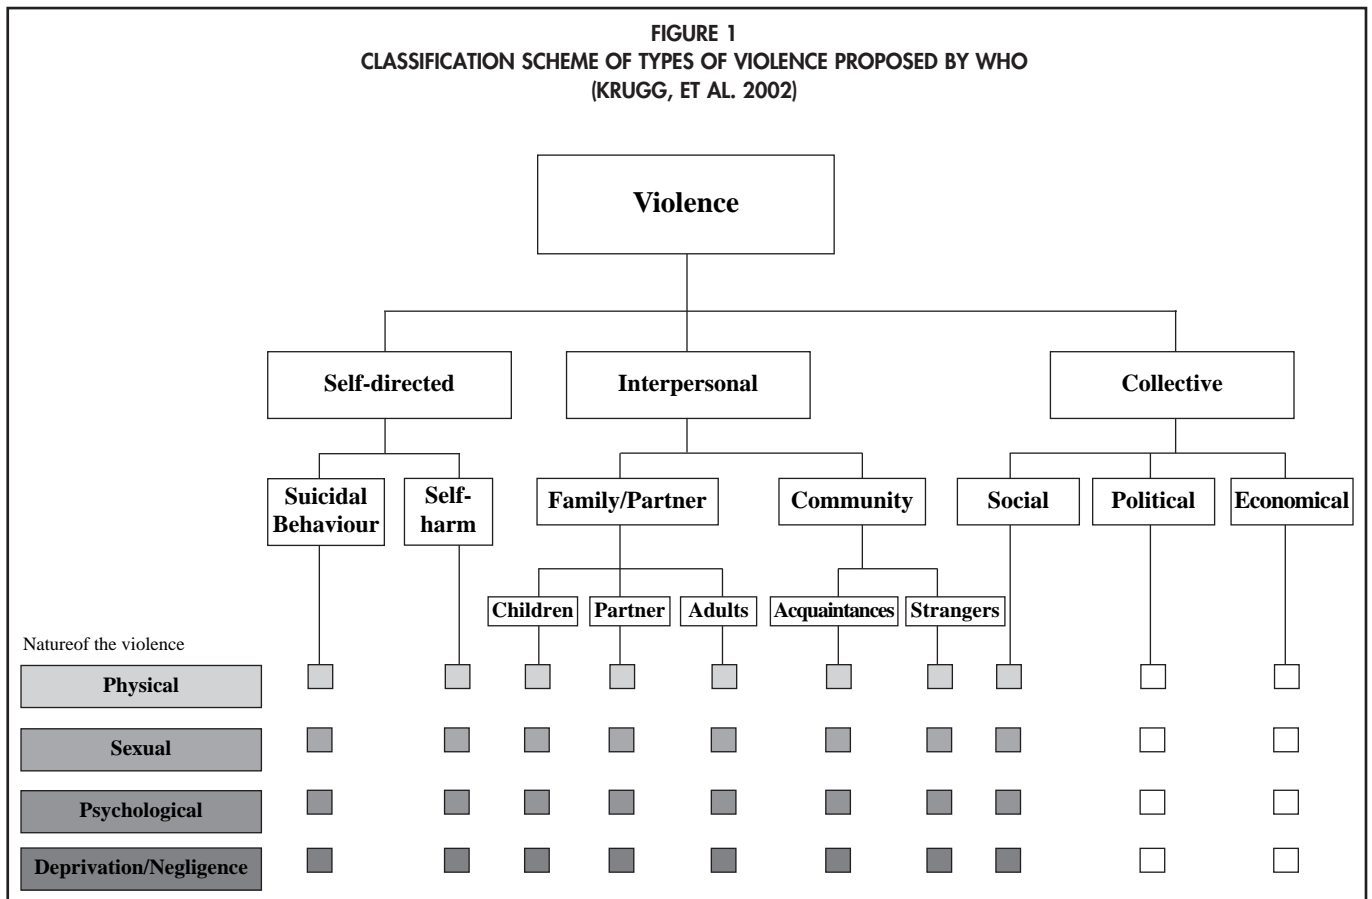 FIGURE 1
CLASSIFICATION SCHEME OF TYPES OF VIOLENCE PROPOSED BY WHO
(KRUGG, ET AL. 2002)
Violence
Self-directed
Interpersonal
Collective
Suicidal
Behaviour
Self-
harm
Family/Partner
Community
Social
Political
Economical
Children
Partner
Adults
Acquaintances
Strangers
Natureof the violence
Physical
Sexual
Psychological
Deprivation/Negligence